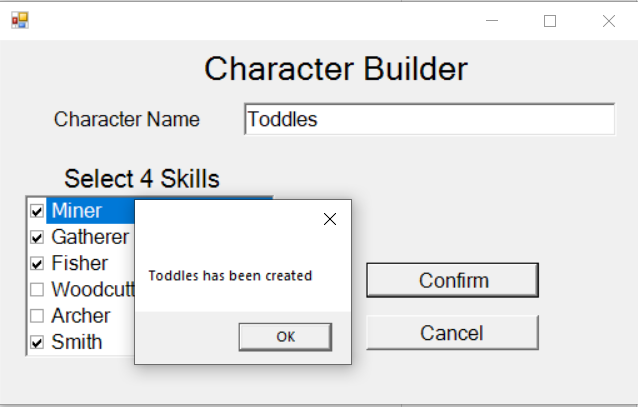 Character Builder
Character Name
Toddles
Select 4 Skills
Miner
Gatherer
Fisher
Woodcutt
Archer
Smith
Toddles has been created
OK
Confirm
Cancel